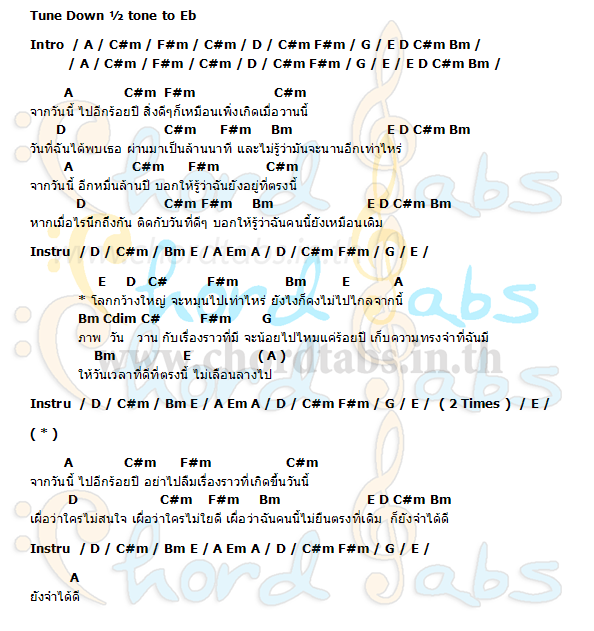 Tune Down ½ tone to Eb
Intro / A / C#m / F#m / C#m / D / C#m F#m / G / E D C#m Bm /
/ A / C#m / F#m / C#m / D / C#m F#m / G / E / E D C#m Bm /
A C#m F#m C#m
จากวันนี้ ไปอีกร้อยปี สิ่งดีๆก็เหมือนเพิ่งเกิดเมื่อวานนี้
D C#m F#m Bm E D C#m Bm
วันที่ฉันได้พบเธอ ผ่านมาเป็นล้านนาที และไม่รู้ว่ามันจะนานอีกเท่าไหร่
A C#m F#m C#m
จากวันนี้ อีกหมื่นล้านปี บอกให้รู้ว่าฉันยังอยู่ที่ตรงนี้
D C#m F#m Bm E D C#m Bm
หากเมื่อไรนึกถึงกัน ติดกับวันที่ดีๆ บอกให้รู้ว่าฉันคนนี้ยังเหมือนเดิม
Instru / D / C#m / Bm E / A Em A / D / C#m F#m / G / E /
E D C# F#m Bm E A
* โลกกว้างใหญ่ จะหมุนไปเท่าไหร่ ยังไงก็คงไม่ไปไกลจากนี้
Bm Cdim C# F#m G
ภาพ วัน วาน กับเรื่องราวที่มี จะน้อยไปไหมแค่ร้อยปี เก็บความทรงจำที่ฉันมี
Bm E ( A )
ให้วันเวลาที่ดีที่ตรงนี้ ไม่เลือนลางไป
www.chordtabs.in.th
Instru / D / C#m / Bm E / A Em A / D / C#m F#m / G / E / ( 2 Times ) / E /
( * )
A C#m F#m C#m
จากวันนี้ ไปอีกร้อยปี อย่าไปลืมเรื่องราวที่เกิดขึ้นวันนี้
D C#m F#m Bm E D C#m Bm
เผื่อว่าใครไม่สนใจ เผื่อว่าใครไม่ใยดี เผื่อว่าฉันคนนี้ไม่ยืนตรงที่เดิม ก็ยังจำได้ดี
Instru / D / C#m / Bm E / A Em A / D / C#m F#m / G / E /
A
ยังจำได้ดี